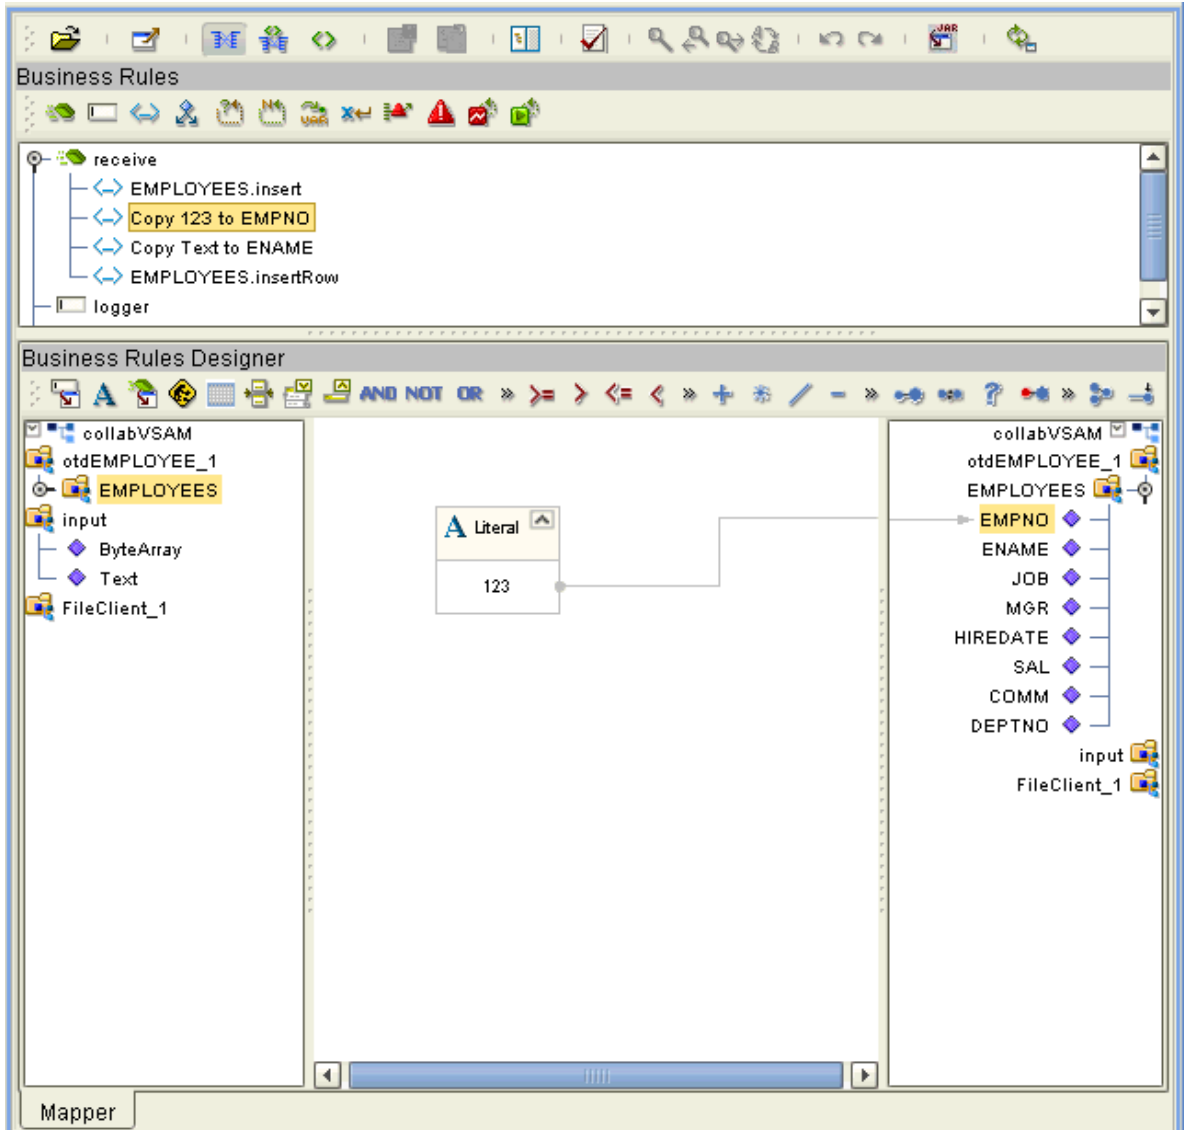 JAR
Business Rules
VAR
receive
EMPLOYEES.insert
Copy 123 to EMPNO
Copy Text to ENAME
EMPLOYEES.insertRow
logger
Business Rules Designer
A AND NOT OR » >= > <= < » + / - » ? » 
collabVSAM
otdEMPLOYEE_1
EMPLOYEES
input
ByteArray
Text
FileClient_1
A Literal
123
collabVSAM
otdEMPLOYEE_1
EMPLOYEES
EMPNO
ENAME
JOB
MGR
HIREDATE
SAL
COMM
DEPTNO
input
FileClient_1
Mapper